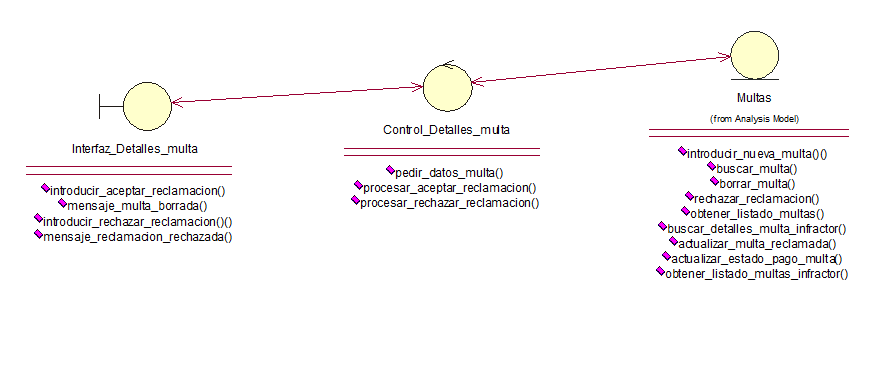 Interfaz_Detalles_multa
introducir_aceptar_reclamacion()
mensaje_multa_borrada()
introducir_rechazar_reclamacion()()
mensaje_reclamacion_rechazada()
Control_Detalles_multa
pedir_datos_multa()
procesar_aceptar_reclamacion()
procesar_rechazar_reclamacion()
Multas
(from Analysis Model)
introducir_nueva_multa()()
buscar_multa()
borrar_multa()
rechazar_reclamacion()
obtener_listado_multas()
buscar_detalles_multa_infractor()
actualizar_multa_reclamada()
actualizar_estado_pago_multa()
obtener_listado_multas_infractor()